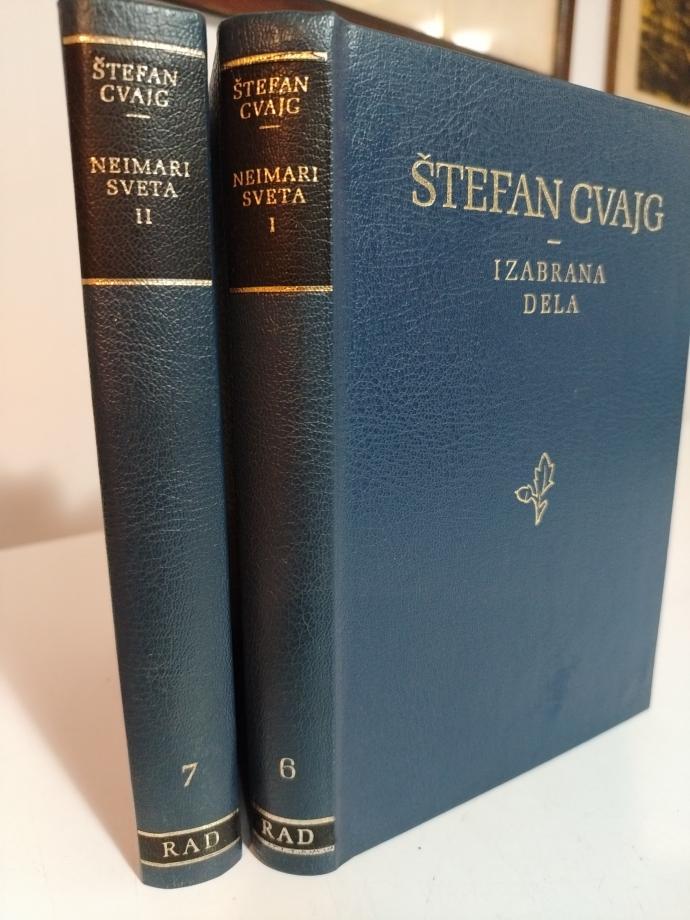 ŠTEFAN
CVAJG
NEIMARI
SVETA
II
7
RAD
ŠTEFAN
CVAJG
NEIMARI
SVETA
I
6
RAD
ŠTEFAN CVAJG
IZABRANA
DELA